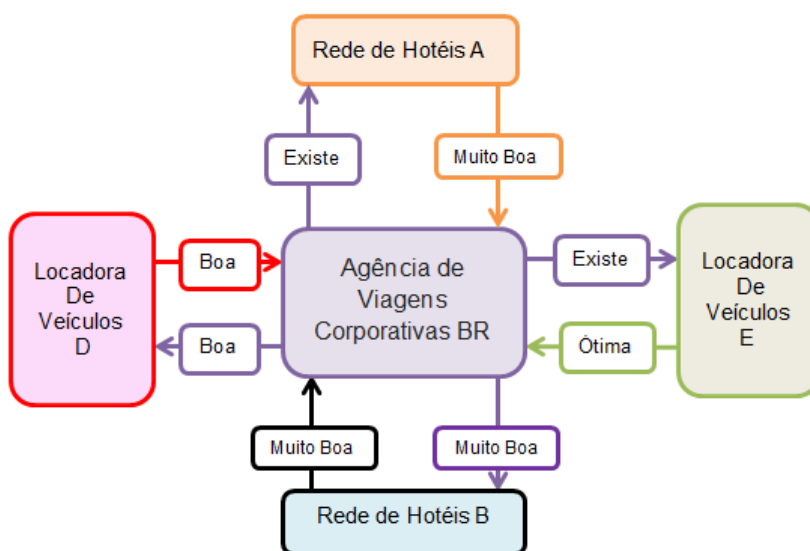 Rede de Hotéis A
Existe
Muito Boa
Locadora
De
Veículos
D
Boa
Boa
Agência de
Viagens
Corporativas BR
Existe
Ótima
Locadora
De
Veículos
E
Muito Boa
Muito Boa
Rede de Hotéis B